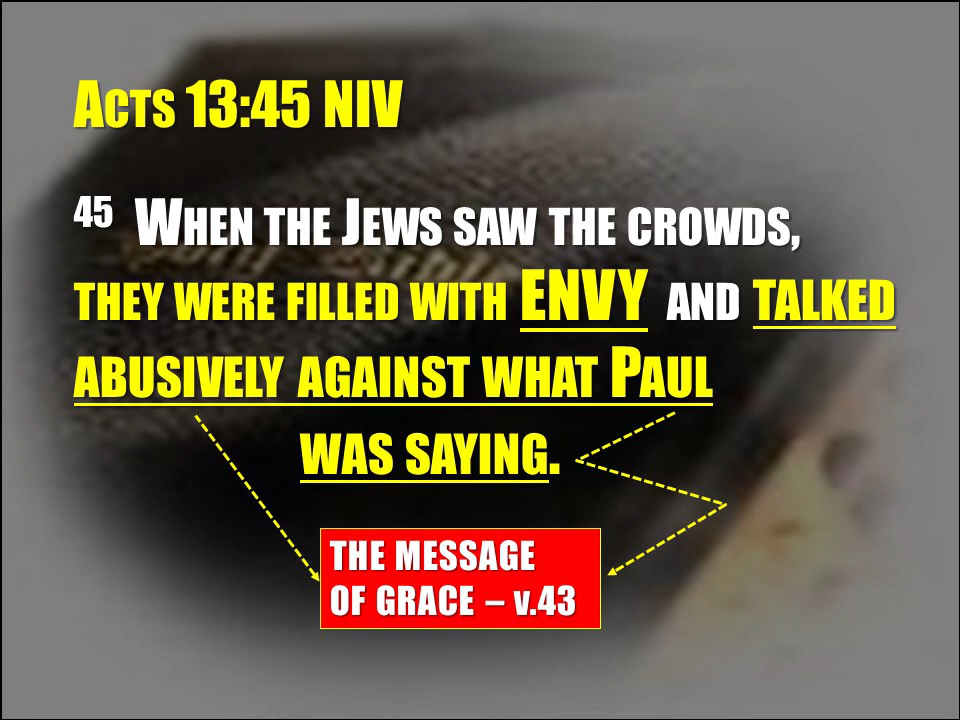 ACTS 13:45 NIV
45 WHEN THE JEWS SAW THE CROWDS,
THEY WERE FILLED WITH ENVY AND TALKED
ABUSIVELY AGAINST WHAT PAUL
WAS SAYING.
THE MESSAGE
OF GRACE – v.43